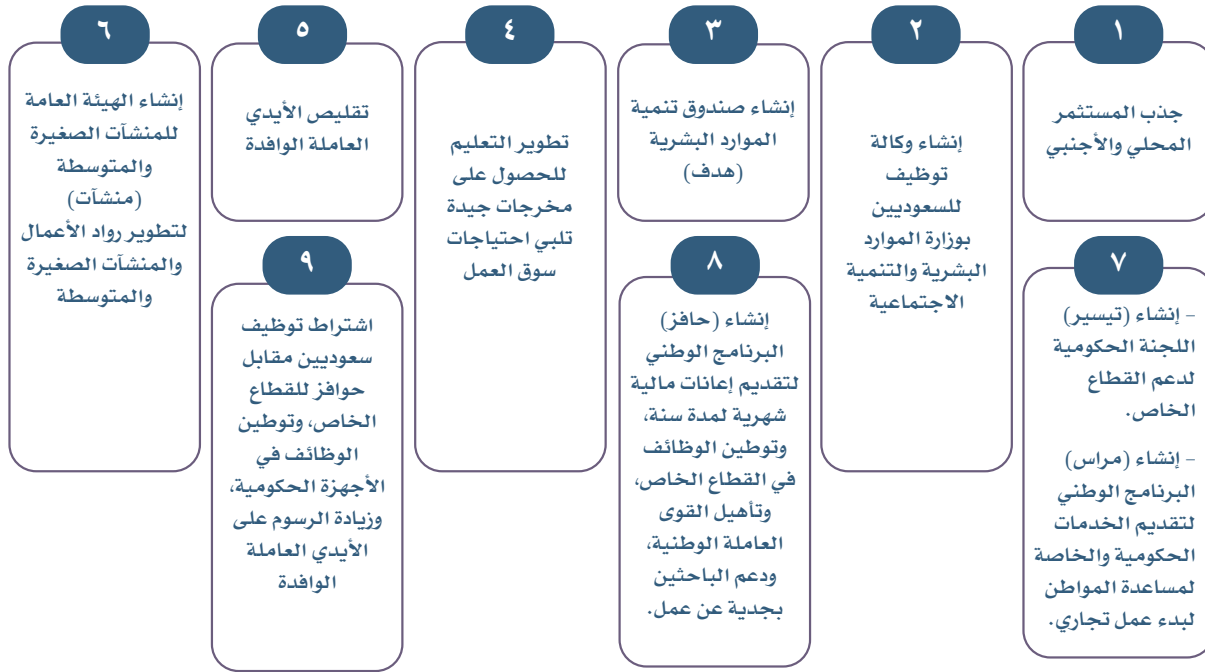 ١
جذب المستثمر
المحلي والأجنبي
٢
إنشاء وكالة
توظيف
للسعوديين
بوزارة الموارد
البشرية والتنمية
الاجتماعية
٣
إنشاء صندوق تنمية
الموارد البشرية
(هدف)
٤
تطوير التعليم
للحصول على
مخرجات جيدة
تلبي احتياجات
سوق العمل
٥
تقليص الأيدي
العاملة الوافدة
٦
إنشاء الهيئة العامة
للمنشآت الصغيرة
والمتوسطة
(منشآت)
لتطوير رواد الأعمال
والمنشآت الصغيرة
والمتوسطة
٧
– إنشاء (تيسير)
اللجنة الحكومية
لدعم القطاع
الخاص.
– إنشاء (مراس)
البرنامج الوطني
لتقديم الخدمات
الحكومية والخاصة
لمساعدة المواطن
لبدء عمل تجاري.
٨
إنشاء (حافز)
البرنامج الوطني
لتقديم إعانات مالية
شهرية لمدة سنة،
وتوطين الوظائف
في القطاع الخاص،
وتأهيل القوى
العاملة الوطنية،
ودعم الباحثين
بجدية عن عمل.
٩
اشتراط توظيف
سعوديين مقابل
حوافز للقطاع
الخاص، وتوطين
الوظائف في
الأجهزة الحكومية،
وزيادة الرسوم على
الأيدي العاملة
الوافدة